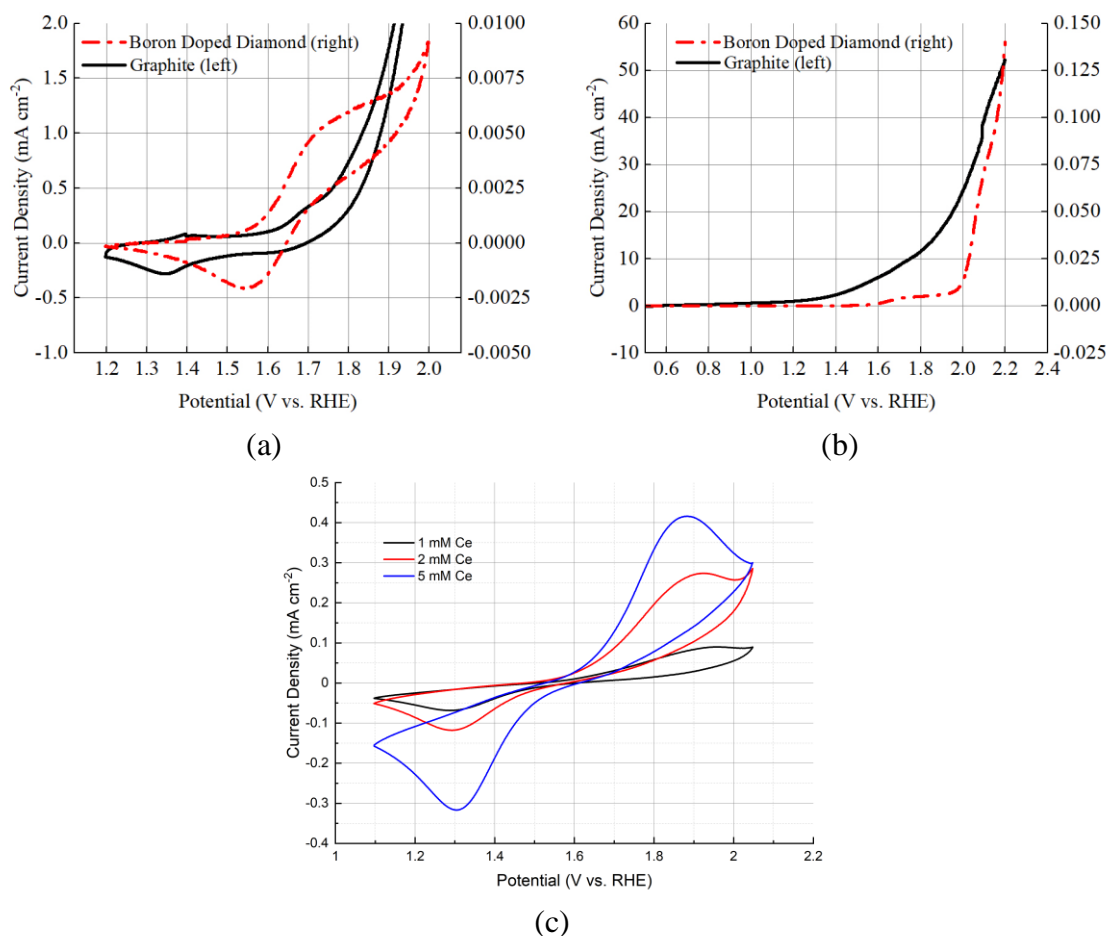 2.0
1.5
1.0
0.5
0.0
-0.5
-1.0
Current Density (mA cm-2)
Boron Doped Diamond (right)
Graphite (left)
0.0100
0.0075
0.0050
0.0025
0.0000
-0.0025
-0.0050
1.2 1.3 1.4 1.5 1.6 1.7 1.8 1.9 2.0
Potential (V vs. RHE)
(a)
60
50
40
30
20
10
0
-10
Current Density (mA cm-2)
Boron Doped Diamond (right)
Graphite (left)
0.150
0.125
0.100
0.075
0.050
0.025
0.000
-0.025
0.6 0.8 1.0 1.2 1.4 1.6 1.8 2.0 2.2 2.4
Potential (V vs. RHE)
(b)
0.5
0.4
0.3
0.2
0.1
0
-0.1
-0.2
-0.3
-0.4
Current Density (mA cm-2)
1 mM Ce
2 mM Ce
5 mM Ce
1 1.2 1.4 1.6 1.8 2 2.2
Potential (V vs. RHE)
(c)